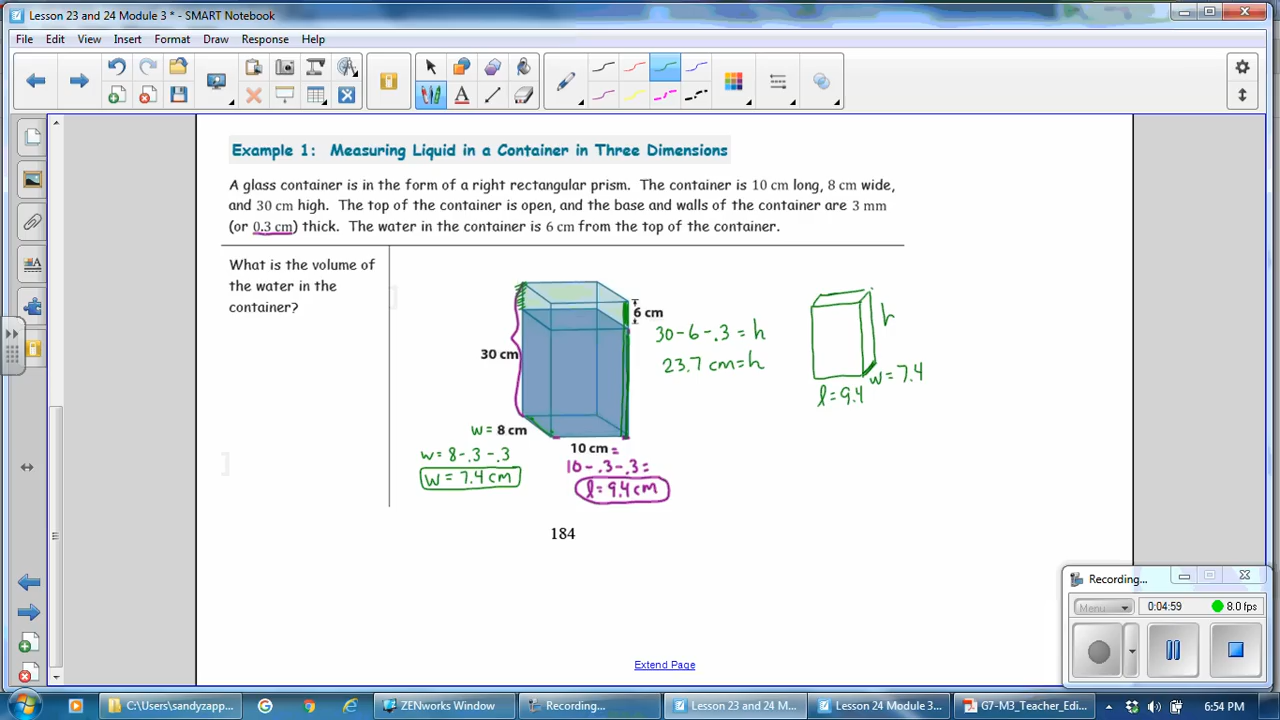 Lesson 23 and 24 Module 3 * - SMART Notebook
File Edit View Insert Format Draw Response Help
Example 1: Measuring Liquid in a Container in Three Dimensions
A glass container is in the form of a right rectangular prism. The container is 10 cm long, 8 cm wide,
and 30 cm high. The top of the container is open, and the base and walls of the container are 3 mm
(or 0.3 cm) thick. The water in the container is 6 cm from the top of the container.
What is the volume of
the water in the
container?
6 cm
30 - 6 - .3 = h
23.7 cm = h
30 cm
h
w = 7.4
l = 9.4
w = 8 cm
w = 8 - .3 - .3
w = 7.4 cm
10 cm =
10 - .3 - .3 =
l = 9.4 cm
184
Extend Page
Recording...
Menu
0:04:59
8.0 fps
C:\Users\sandyzapp...
ZENworks Window
Recording...
Lesson 23 and 24 M...
Lesson 24 Module 3...
G7-M3_Teacher_Edi...
6:54 PM